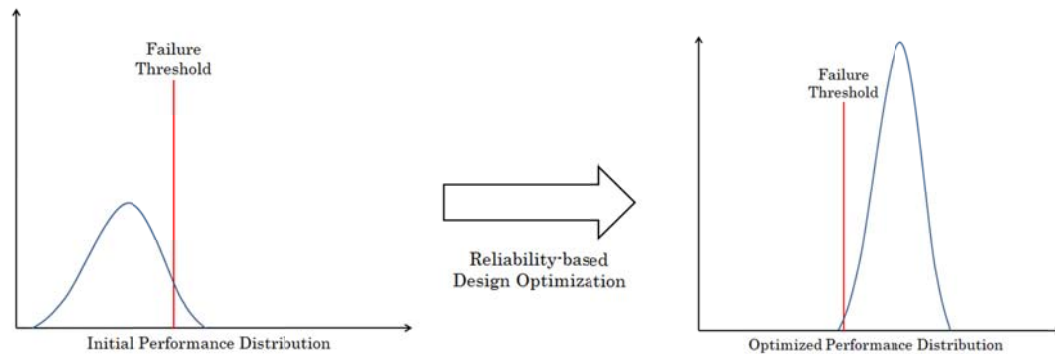 Failure
Threshold
Initial Performance Distribution
Reliability-based
Design Optimization
Failure
Threshold
Optimized Performance Distribution